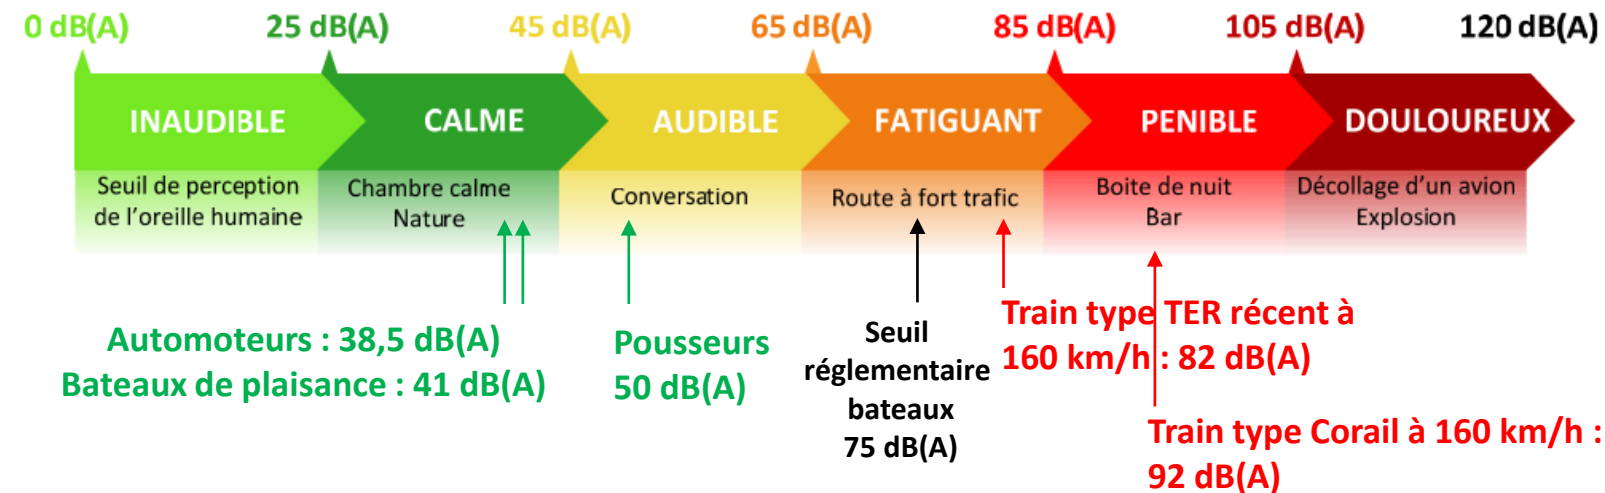 0 dB(A) 25 dB(A) 45 dB(A) 65 dB(A) 85 dB(A) 105 dB(A) 120 dB(A)
INAUDIBLE CALME AUDIBLE FATIGUANT PENIBLE DOULOUREUX
Seuil de perception
de l'oreille humaine
Chambre calme
Nature
Conversation
Route à fort trafic
Boite de nuit
Bar
Décollage d'un avion
Explosion
Automoteurs : 38,5 dB(A)
Bateaux de plaisance : 41 dB(A)
Pousseurs
50 dB(A)
Seuil
réglementaire
bateaux
75 dB(A)
Train type TER récent à
160 km/h : 82 dB(A)
Train type Corail à 160 km/h :
92 dB(A)